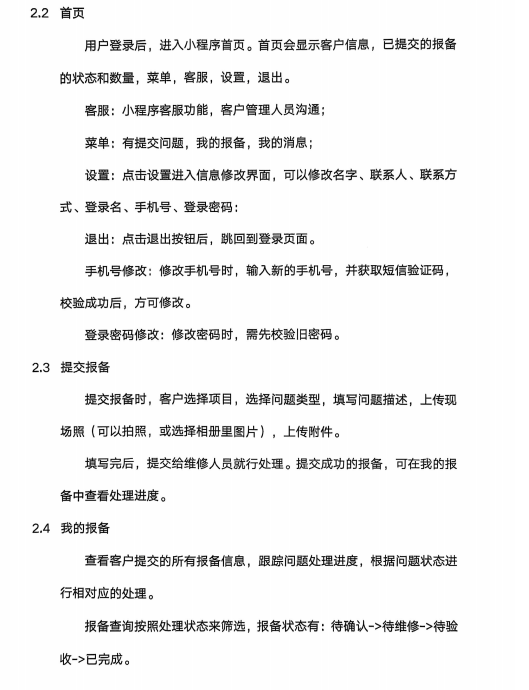 2.2 首页
用户登录后，进入小程序首页。首页会显示客户信息，已提交的报备
的状态和数量，菜单，客服，设置，退出。
客服：小程序客服功能，客户管理人员沟通；
菜单：有提交问题，我的报备，我的消息；
设置：点击设置进入信息修改界面，可以修改名字、联系人、联系方
式、登录名、手机号、登录密码：
退出：点击退出按钮后，跳回到登录页面。
手机号修改：修改手机号时，输入新的手机号，并获取短信验证码，
校验成功后，方可修改。
登录密码修改：修改密码时，需先校验旧密码。
2.3 提交报备
提交报备时，客户选择项目，选择问题类型，填写问题描述，上传现
场照（可以拍照，或选择相册里图片），上传附件。
填写完后，提交给维修人员就行处理。提交成功的报备，可在我的报
备中查看处理进度。
2.4 我的报备
查看客户提交的所有报备信息，跟踪问题处理进度，根据问题状态进
行相对应的处理。
报备查询按照处理状态来筛选，报备状态有：待确认->待维修->待验
收->已完成。